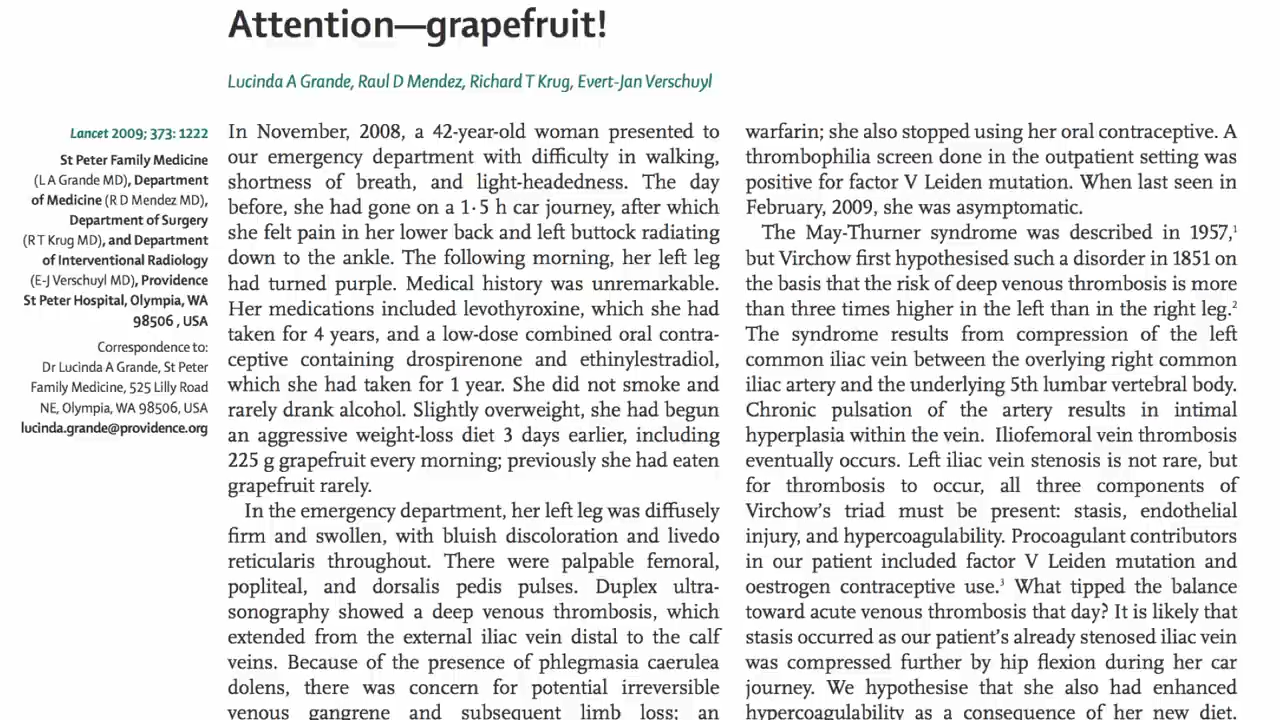 Attention—grapefruit!
Lucinda A Grande, Raul D Mendez, Richard T Krug, Evert-Jan Verschuyl
Lancet 2009; 373: 1222
St Peter Family Medicine
(L A Grande MD), Department
of Medicine (R D Mendez MD),
Department of Surgery
(R T Krug MD), and Department
of Interventional Radiology
(E-J Verschuyl MD), Providence
St Peter Hospital, Olympia, WA
98506 , USA
Correspondence to:
Dr Lucinda A Grande, St Peter
Family Medicine, 525 Lilly Road
NE, Olympia, WA 98506, USA
lucinda.grande@providence.org
In November, 2008, a 42-year-old woman presented to
our emergency department with difficulty in walking,
shortness of breath, and light-headedness. The day
before, she had gone on a 1·5 h car journey, after which
she felt pain in her lower back and left buttock radiating
down to the ankle. The following morning, her left leg
had turned purple. Medical history was unremarkable.
Her medications included levothyroxine, which she had
taken for 4 years, and a low-dose combined oral contra-
ceptive containing drospirenone and ethinylestradiol,
which she had taken for 1 year. She did not smoke and
rarely drank alcohol. Slightly overweight, she had begun
an aggressive weight-loss diet 3 days earlier, including
225 g grapefruit every morning; previously she had eaten
grapefruit rarely.
In the emergency department, her left leg was diffusely
firm and swollen, with bluish discoloration and livedo
reticularis throughout. There were palpable femoral,
popliteal, and dorsalis pedis pulses. Duplex ultra-
sonography showed a deep venous thrombosis, which
extended from the external iliac vein distal to the calf
veins. Because of the presence of phlegmasia caerulea
dolens, there was concern for potential irreversible
venous gangrene and subsequent limb loss; an
warfarin; she also stopped using her oral contraceptive. A
thrombophilia screen done in the outpatient setting was
positive for factor V Leiden mutation. When last seen in
February, 2009, she was asymptomatic.
The May-Thurner syndrome was described in 1957,¹
but Virchow first hypothesised such a disorder in 1851 on
the basis that the risk of deep venous thrombosis is more
than three times higher in the left than in the right leg.²
The syndrome results from compression of the left
common iliac vein between the overlying right common
iliac artery and the underlying 5th lumbar vertebral body.
Chronic pulsation of the artery results in intimal
hyperplasia within the vein. Iliofemoral vein thrombosis
eventually occurs. Left iliac vein stenosis is not rare, but
for thrombosis to occur, all three components of
Virchow's triad must be present: stasis, endothelial
injury, and hypercoagulability. Procoagulant contributors
in our patient included factor V Leiden mutation and
oestrogen contraceptive use.³ What tipped the balance
toward acute venous thrombosis that day? It is likely that
stasis occurred as our patient's already stenosed iliac vein
was compressed further by hip flexion during her car
journey. We hypothesise that she also had enhanced
hypercoagulability as a consequence of her new diet.